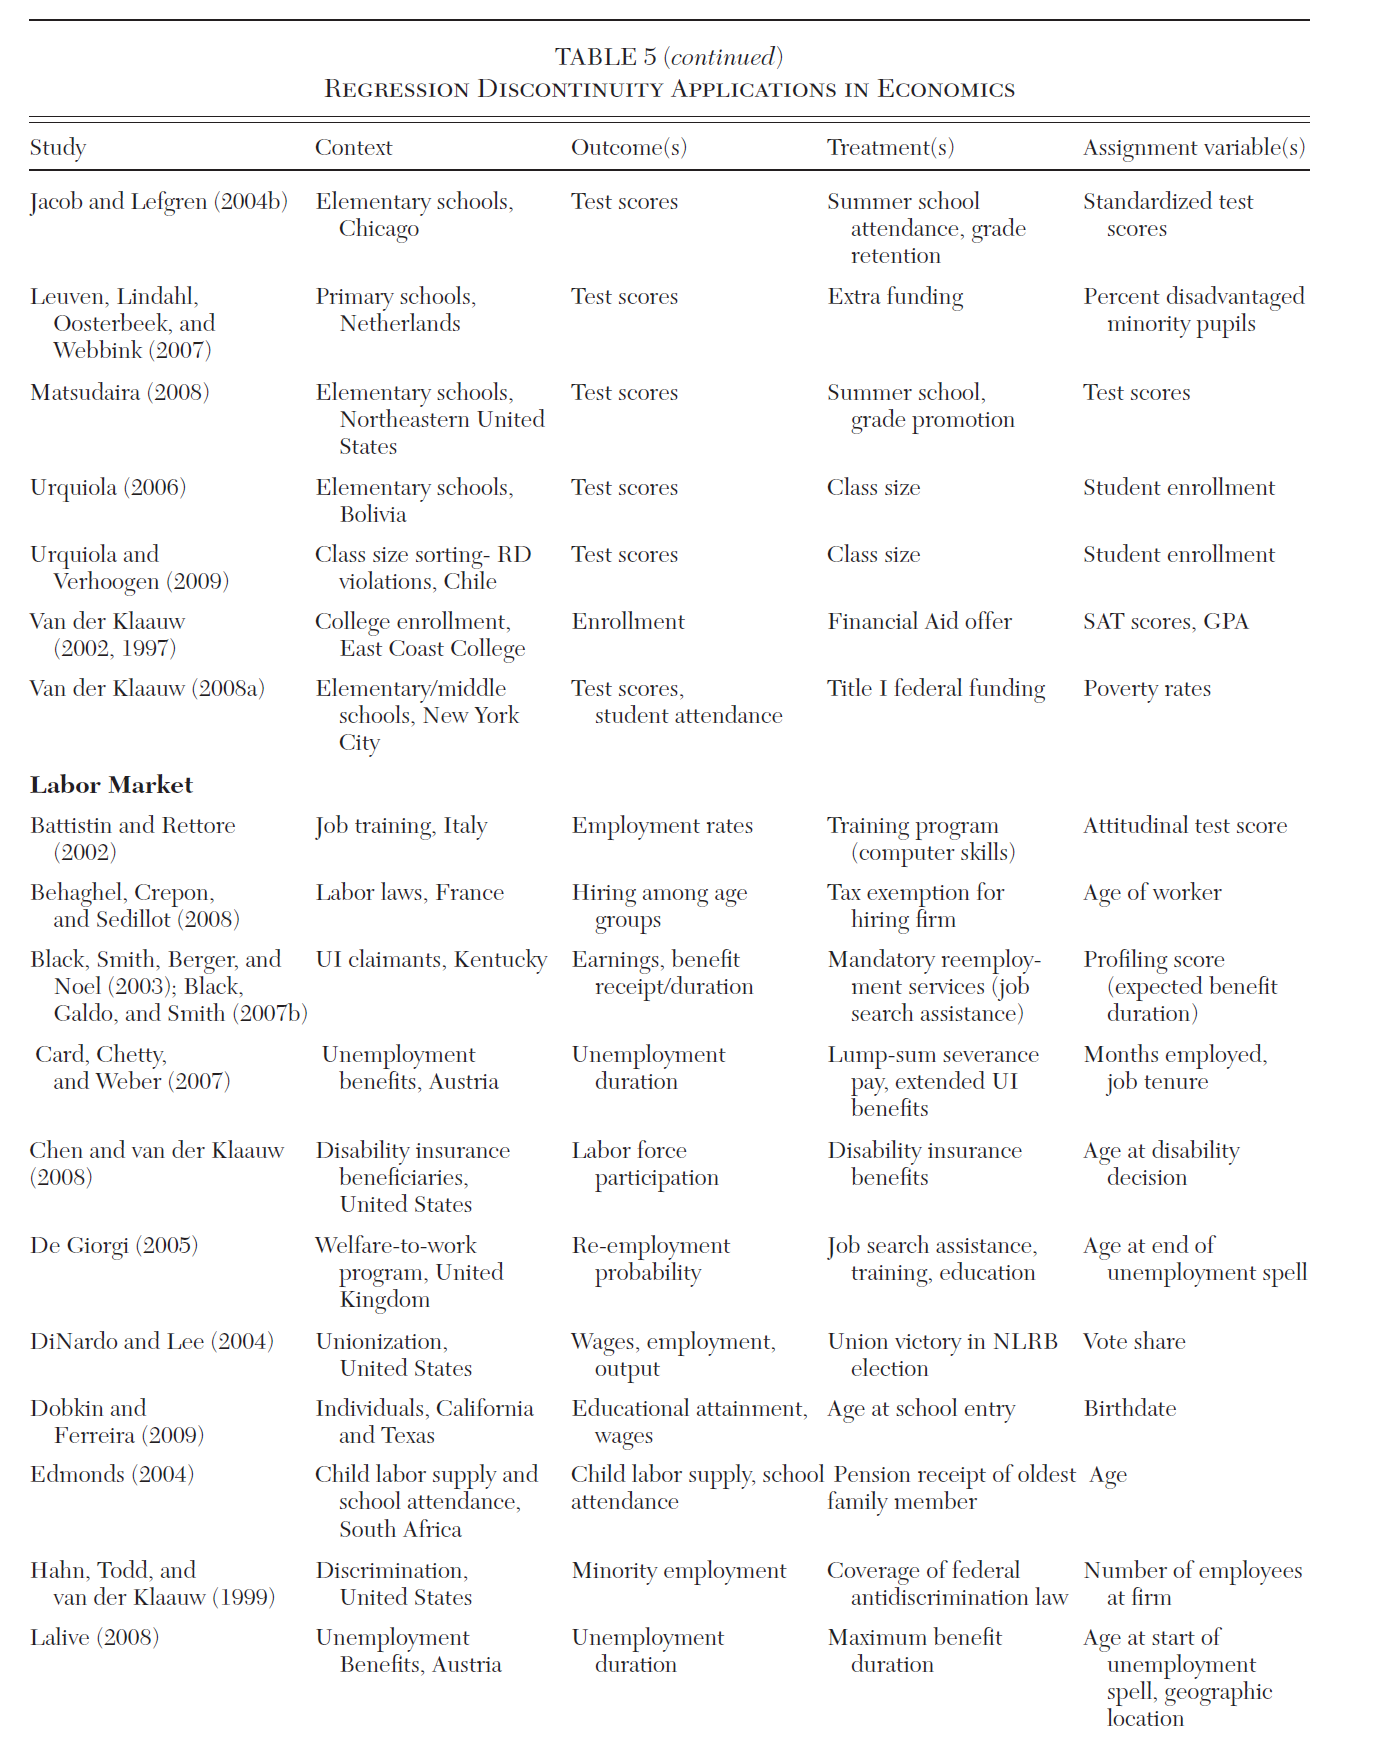 TABLE 5 (continued)
Regression Discontinuity Applications in Economics
Study Context Outcome(s) Treatment(s) Assignment variable(s)
Jacob and Lefgren (2004b) Elementary schools, Test scores Summer school Standardized test
Chicago attendance, grade scores
retention
Leuven, Lindahl, Primary schools, Test scores Extra funding Percent disadvantaged
Oosterbeek, and Netherlands minority pupils
Webbink (2007)
Matsudaira (2008) Elementary schools, Test scores Summer school, Test scores
Northeastern United grade promotion
States
Urquiola (2006) Elementary schools, Test scores Class size Student enrollment
Bolivia
Urquiola and Class size sorting- RD Test scores Class size Student enrollment
Verhoogen (2009) violations, Chile
Van der Klaauw College enrollment, Enrollment Financial Aid offer SAT scores, GPA
(2002, 1997) East Coast College
Van der Klaauw (2008a) Elementary/middle Test scores, Title I federal funding Poverty rates
schools, New York student attendance
City
Labor Market
Battistin and Rettore Job training, Italy Employment rates Training program Attitudinal test score
(2002) (computer skills)
Behaghel, Crepon, Labor laws, France Hiring among age Tax exemption for Age of worker
and Sedillot (2008) groups hiring firm
Black, Smith, Berger, and UI claimants, Kentucky Earnings, benefit Mandatory reemploy- Profiling score
Noel (2003); Black, receipt/duration ment services (job (expected benefit
Galdo, and Smith (2007b) search assistance) duration)
Card, Chetty, Unemployment Unemployment Lump-sum severance Months employed,
and Weber (2007) benefits, Austria duration pay, extended UI job tenure
benefits
Chen and van der Klaauw Disability insurance Labor force Disability insurance Age at disability
(2008) beneficiaries, participation benefits decision
United States
De Giorgi (2005) Welfare-to-work Re-employment Job search assistance, Age at end of
program, United probability training, education unemployment spell
Kingdom
DiNardo and Lee (2004) Unionization, Wages, employment, Union victory in NLRB Vote share
United States output election
Dobkin and Individuals, California Educational attainment, Age at school entry Birthdate
Ferreira (2009) and Texas wages
Edmonds (2004) Child labor supply and Child labor supply, school Pension receipt of oldest Age
school attendance, attendance family member
South Africa
Hahn, Todd, and Discrimination, Minority employment Coverage of federal Number of employees
van der Klaauw (1999) United States antidiscrimination law at firm
Lalive (2008) Unemployment Unemployment Maximum benefit Age at start of
Benefits, Austria duration duration unemployment
spell, geographic
location